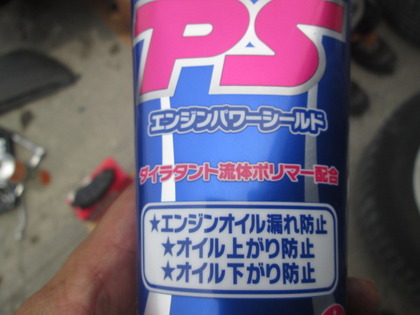 PS
エンジンパワーシールド
ダイラタント流体ポリマー配合
★エンジンオイル漏れ防止
★オイル上がり防止
★オイル下がり防止